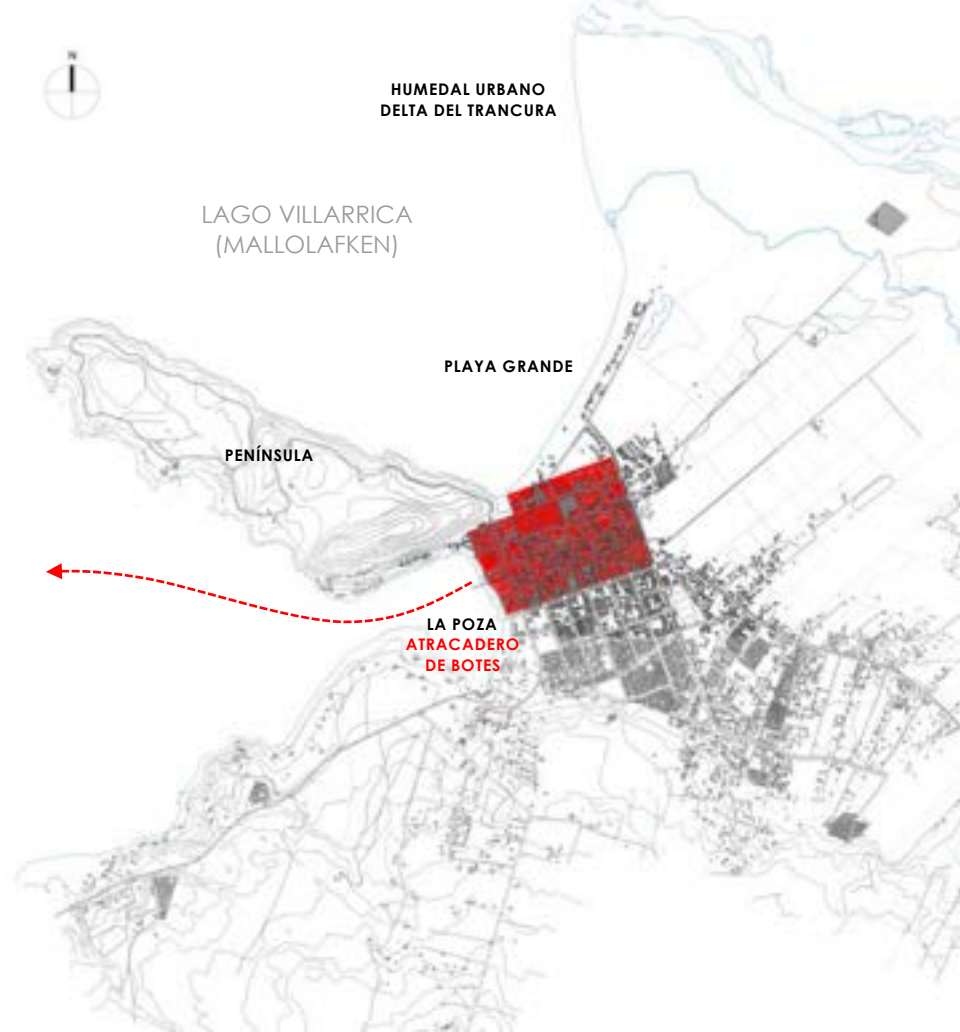 N
HUMEDAL URBANO
DELTA DEL TRANCURA
LAGO VILLARRICA
(MALLOLAFKEN)
PLAYA GRANDE
PENÍNSULA
LA POZA
ATRACADERO
DE BOTES